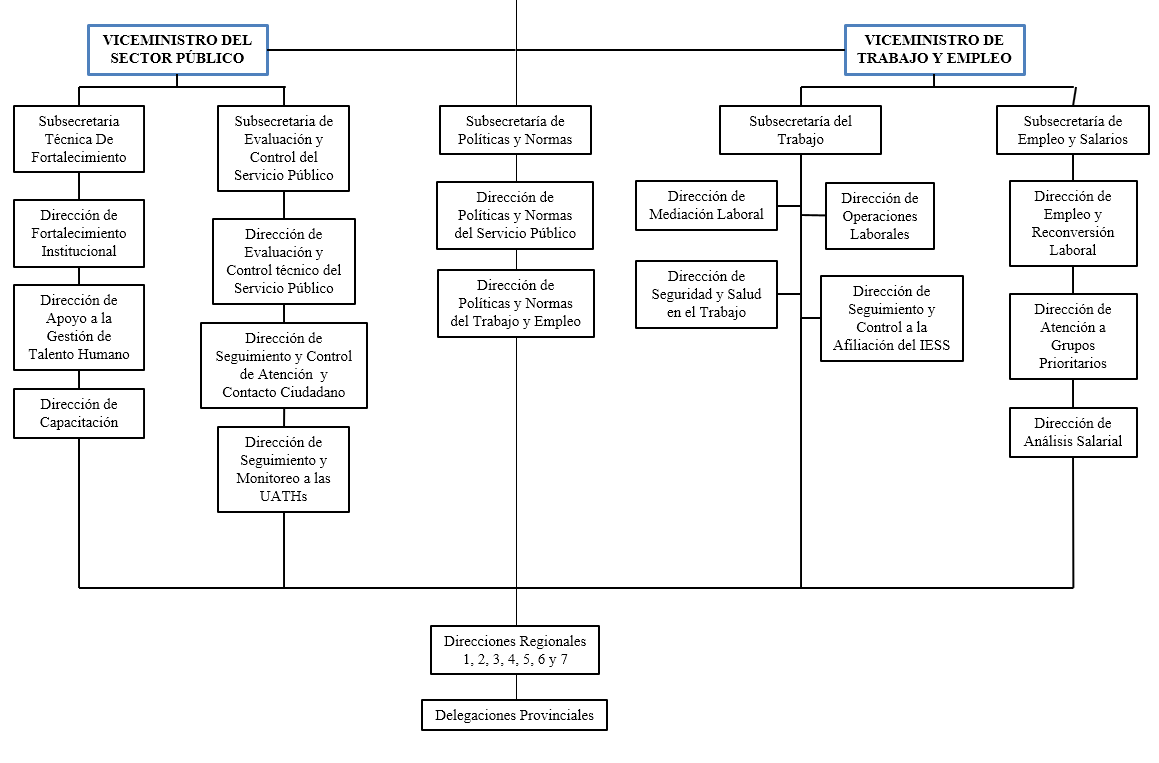 VICEMINISTRO DEL
SECTOR PÚBLICO
VICEMINISTRO DE
TRABAJO Y EMPLEO
Subsecretaria
Técnica De
Fortalecimiento
Dirección de
Fortalecimiento
Institucional
Dirección de
Apoyo a la
Gestión de
Talento Humano
Dirección de
Capacitación
Subsecretaria de
Evaluación y
Control del
Servicio Público
Dirección de
Evaluación y
Control técnico del
Servicio Público
Dirección de
Seguimiento y Control
de Atención y
Contacto Ciudadano
Dirección de
Seguimiento y
Monitoreo a las
UATHs
Subsecretaría de
Políticas y Normas
Dirección de
Políticas y Normas
del Servicio Público
Dirección de
Políticas y Normas
del Trabajo y Empleo
Subsecretaría del
Trabajo
Dirección de
Mediación Laboral
Dirección de
Operaciones
Laborales
Dirección de
Seguridad y Salud
en el Trabajo
Dirección de
Seguimiento y
Control a la
Afiliación del IESS
Subsecretaría de
Empleo y Salarios
Dirección de
Empleo y
Reconversión
Laboral
Dirección de
Atención a
Grupos
Prioritarios
Dirección de
Análisis Salarial
Direcciones Regionales
1, 2, 3, 4, 5, 6 y 7
Delegaciones Provinciales